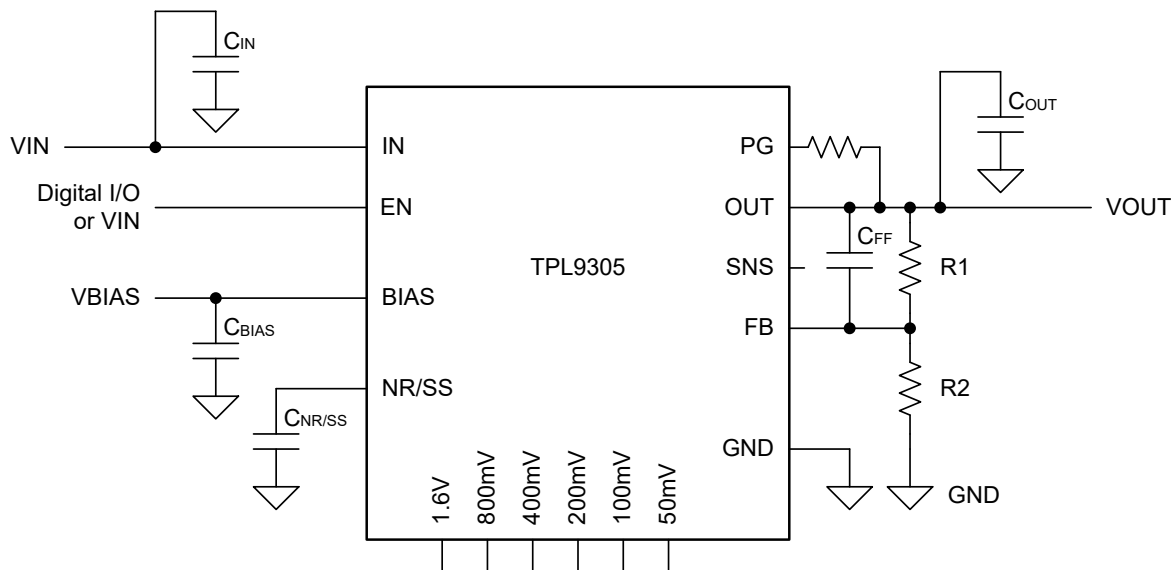 CIN
COUT
VIN
IN
PG
Digital I/O
or VIN
EN
OUT
VOUT
CFF
TPL9305
SNS
R1
VBIAS
BIAS
CBIAS
FB
NR/SS
R2
CNR/SS
GND
GND
1.6V
800mV
400mV
200mV
100mV
50mV